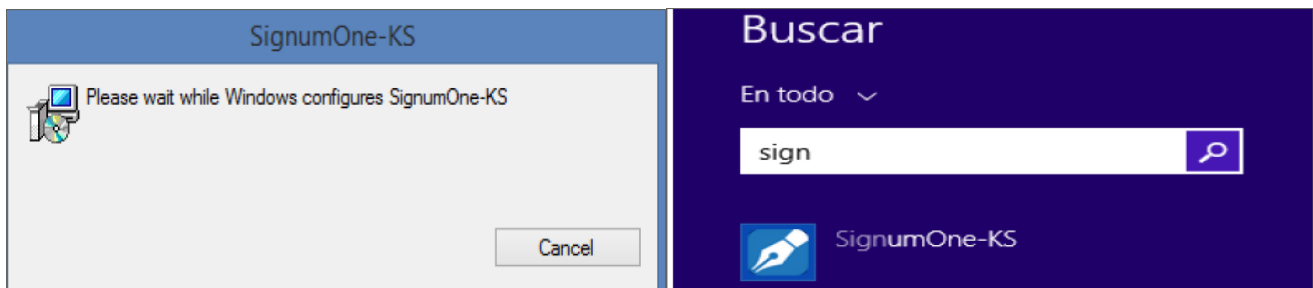 SignumOne-KS
Please wait while Windows configures SignumOne-KS
Cancel
Buscar
En todo
sign
SignumOne-KS